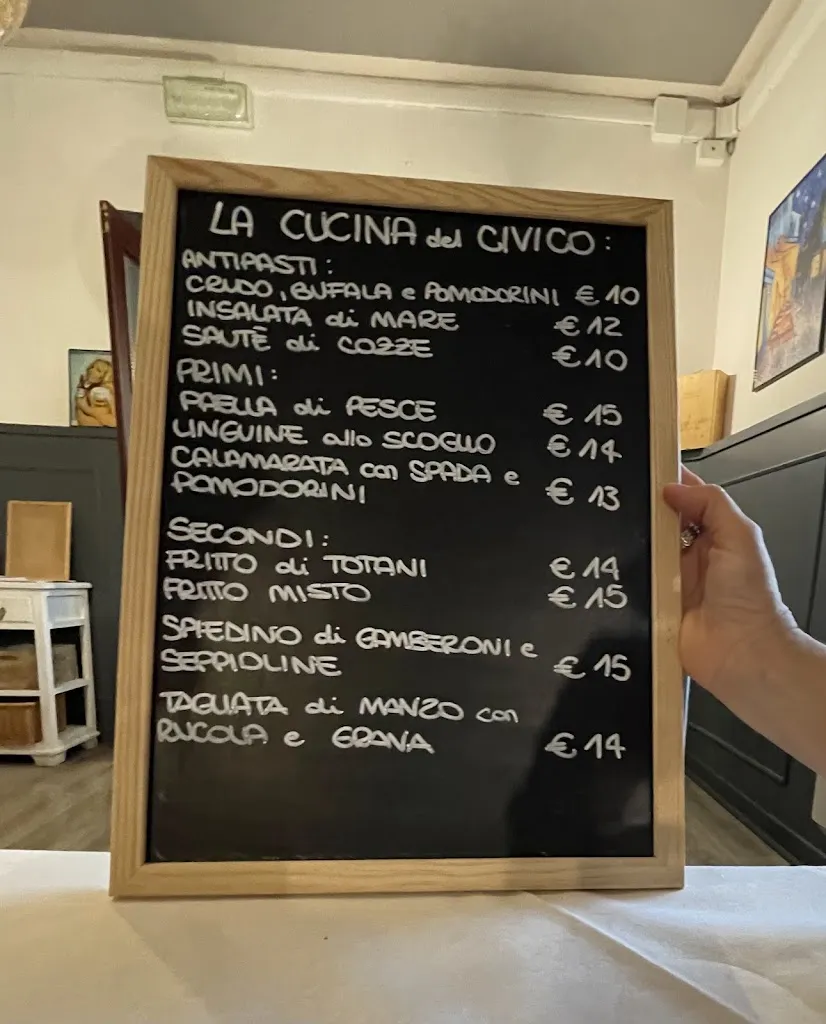 LA CUCINA del CIVICO:
ANTIPASTI:
CRUDO, BUFALA e POMODORINI € 10
INSALATA di MARE € 12
SAUTÈ di COZZE € 10
PRIMI:
PAELLA di PESCE € 15
LINGUINE allo SCOGLIO € 14
CALAMARATA con SPADA e
POMODORINI € 13
SECONDI:
FRITTO di TOTANI € 14
FRITTO MISTO € 15
SPIEDINO di GAMBERONI e
SEPPIOLINE € 15
TAGLIATA di MANZO con
RUCOLA e GRANA € 14